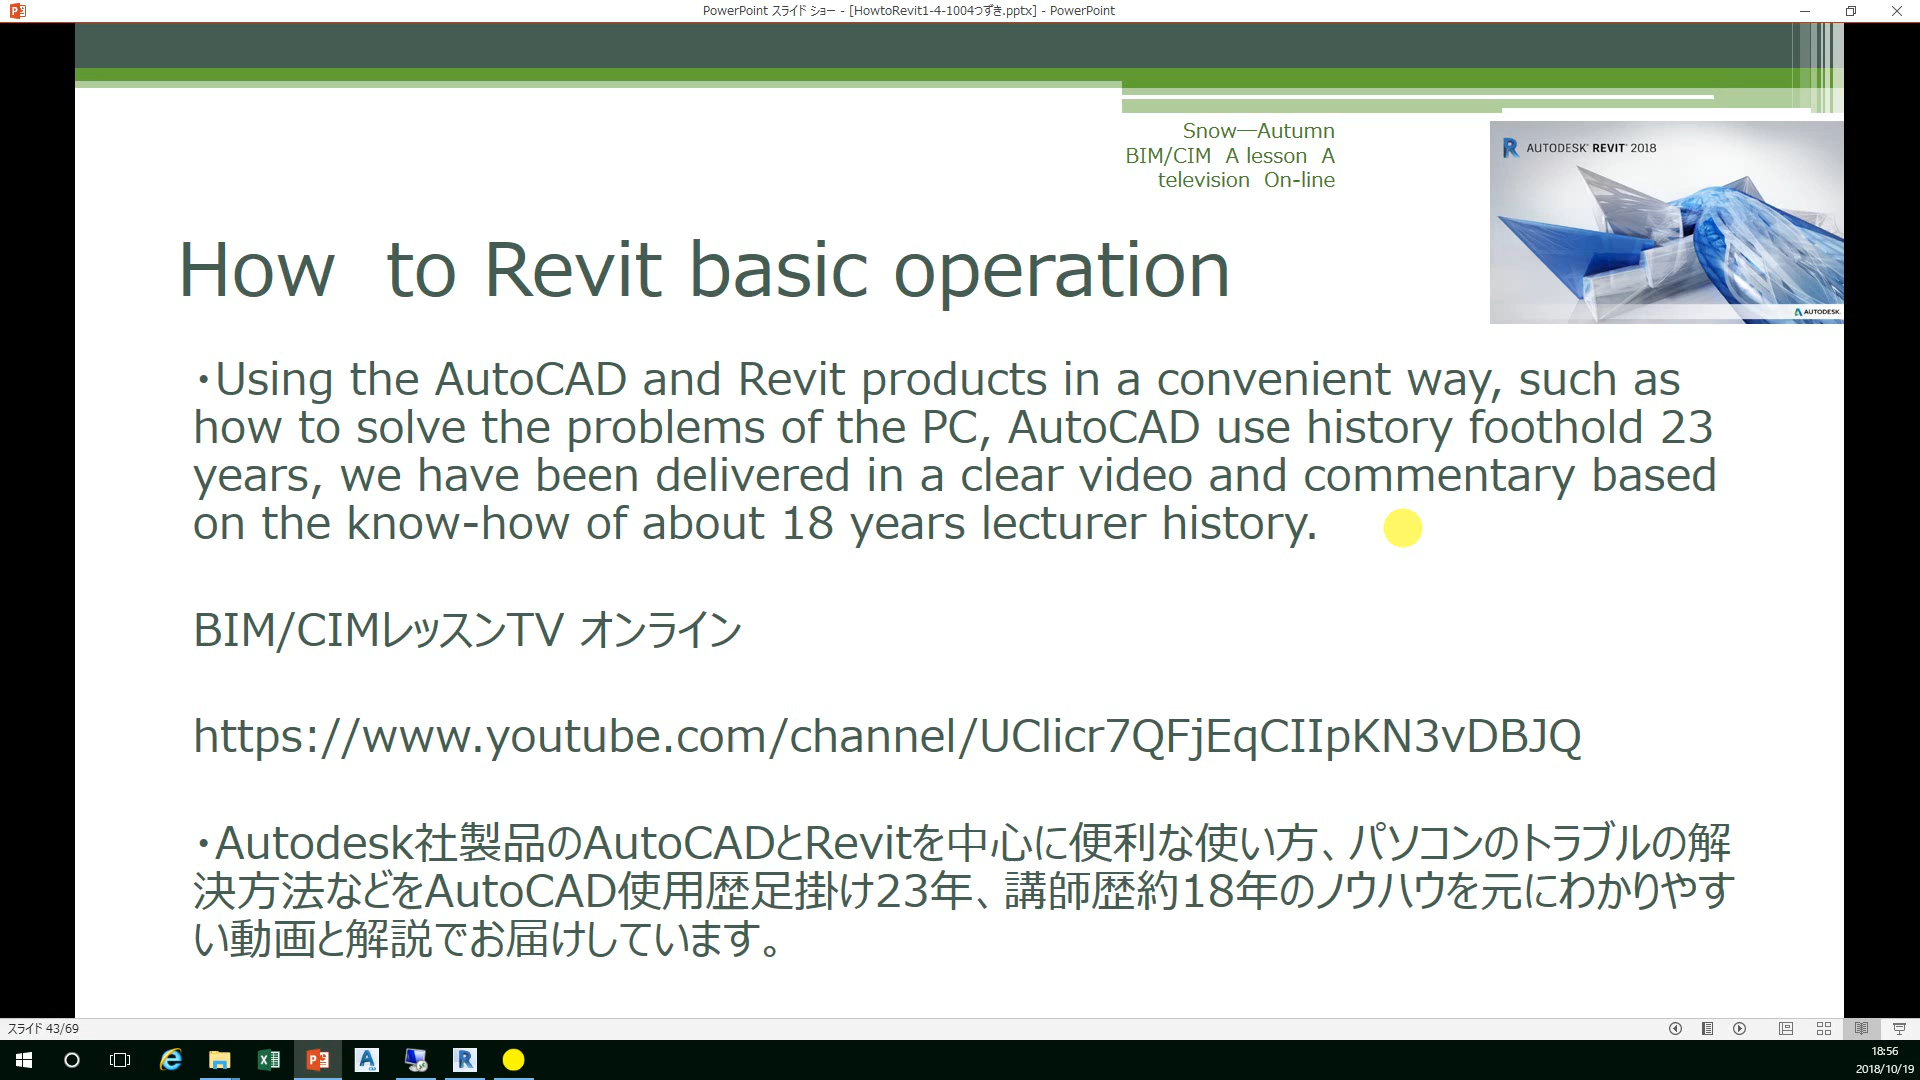 PowerPoint スライド ショー - [HowtoRevit1-4-1004つずき.pptx] - PowerPoint
Snow―Autumn
BIM/CIM A lesson A
television On-line
AUTODESK REVIT 2018
AUTODESK
How to Revit basic operation
・Using the AutoCAD and Revit products in a convenient way, such as
how to solve the problems of the PC, AutoCAD use history foothold 23
years, we have been delivered in a clear video and commentary based
on the know-how of about 18 years lecturer history.
BIM/CIMレッスンTV オンライン
https://www.youtube.com/channel/UClicr7QFjEqCIIpKN3vDBJQ
・Autodesk社製品のAutoCADとRevitを中心に便利な使い方、パソコンのトラブルの解
決方法などをAutoCAD使用歴足掛け23年、講師歴約18年のノウハウを元にわかりやす
い動画と解説でお届けしています。
スライド 43/69
18:56
2018/10/19